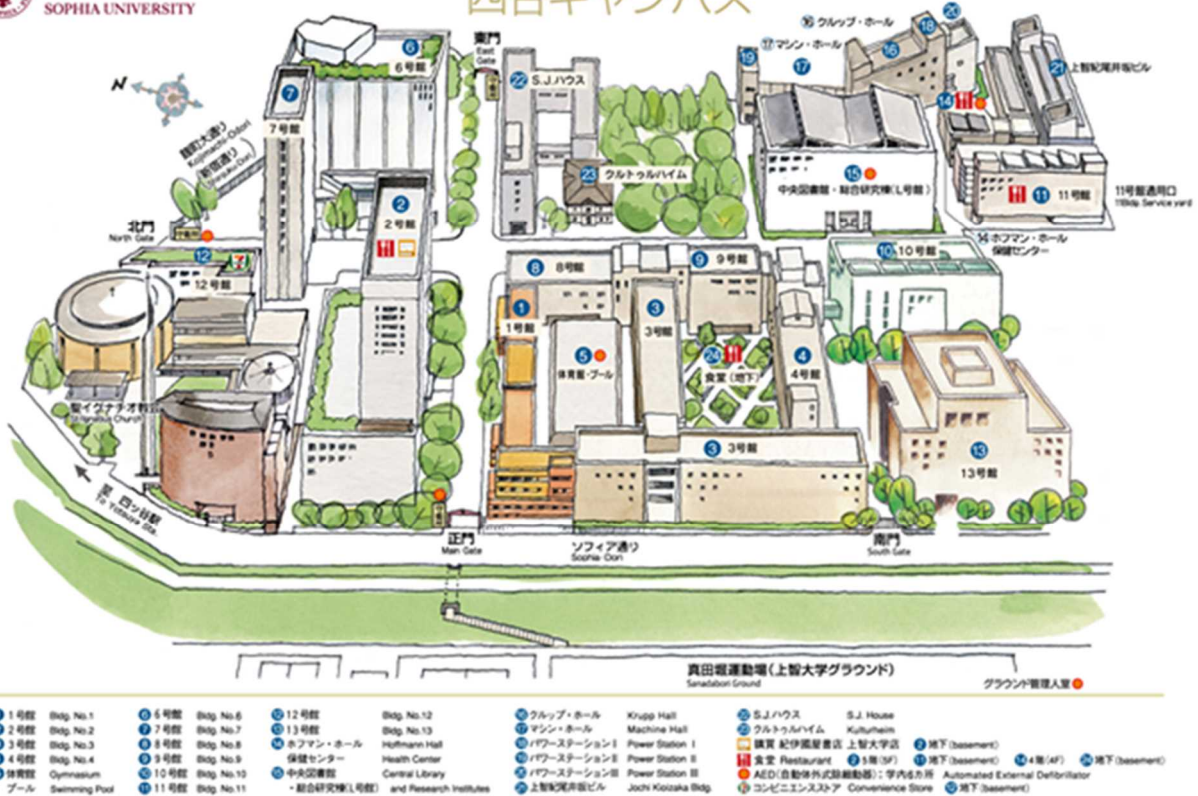 SOPHIA UNIVERSITY
四谷キャンパス
⑯ クルップ・ホール
⑰ マシン・ホール
⑱
⑳
⑲
⑰
⑯
㉑ 上智紀尾井坂ビル
⑭
東門
East Gate
⑥
6号館
⑦
7号館
N
㉒ S.J.ハウス
㉓ クルトゥルハイム
麹町大通り
Kojimachi-Odori
(新宿通り)
⑮
中央図書館・総合研究棟(L号館)
⑪ 11号館
11号館通用口
11Bldg. Service yard
②
2号館
北門
North Gate
⑭ ホフマン・ホール
保健センター
⑫
12号館
⑧ 8号館
⑨ 9号館
⑩ 10号館
①
1号館
③
3号館
⑤
体育館・プール
㉔
食堂(地下)
④
4号館
聖イグナチオ教会
St.Ignatius Church
③ 3号館
⑬
13号館
至 四ッ谷駅
To Yotsuya Sta.
正門
Main Gate
ソフィア通り
Sophia-Dori
南門
South Gate
真田堀運動場(上智大学グラウンド)
Sanadabori Ground
グラウンド管理人室
1号館 Bldg. No.1
2号館 Bldg. No.2
3号館 Bldg. No.3
4号館 Bldg. No.4
体育館 Gymnasium
プール Swimming Pool
⑥ 6号館 Bldg. No.6
⑦ 7号館 Bldg. No.7
⑧ 8号館 Bldg. No.8
⑨ 9号館 Bldg. No.9
⑩ 10号館 Bldg. No.10
⑪ 11号館 Bldg. No.11
⑫ 12号館 Bldg. No.12
⑬ 13号館 Bldg. No.13
⑭ ホフマン・ホール Hoffmann Hall
保健センター Health Center
⑮ 中央図書館 Central Library
・総合研究棟(L号館) and Research Institutes
⑯ クルップ・ホール Krupp Hall
⑰ マシン・ホール Machine Hall
⑱ パワーステーションⅠ Power Station Ⅰ
⑲ パワーステーションⅡ Power Station Ⅱ
⑳ パワーステーションⅢ Power Station Ⅲ
㉑ 上智紀尾井坂ビル Jochi Kioizaka Bldg.
㉒ S.J.ハウス S.J. House
㉓ クルトゥルハイム Kulturheim
購買 紀伊國屋書店 上智大学店 ②地下(basement)
食堂 Restaurant ②5階(5F) ⑪地下(basement) ⑭4階(4F) ㉔地下(basement)
AED(自動体外式除細動器):学内6カ所 Automated External Defibrillator
コンビニエンスストア Convenience Store ⑫地下(basement)